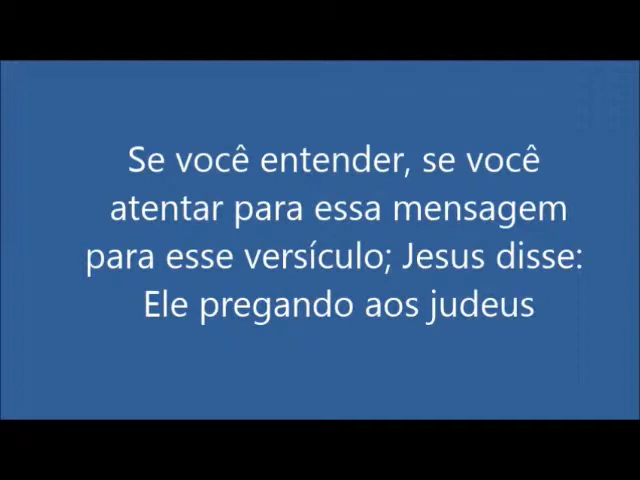 Se você entender, se você
atentar para essa mensagem
para esse versículo; Jesus disse:
Ele pregando aos judeus